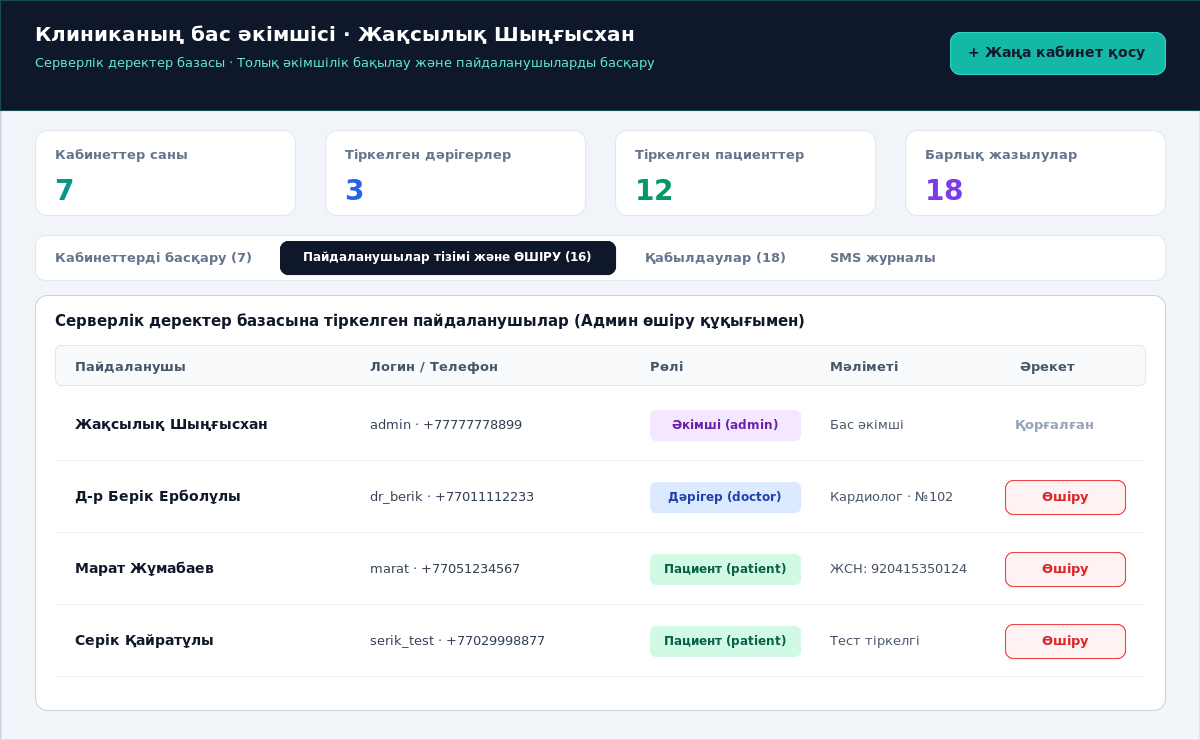 Клиниканың бас әкімшісі · Жақсылық Шыңғысхан
Серверлік деректер базасы · Толық әкімшілік бақылау және пайдаланушыларды басқару
+ Жаңа кабинет қосу
Кабинеттер саны
7
Тіркелген дәрігерлер
3
Тіркелген пациенттер
12
Барлық жазылулар
18
Кабинеттерді басқару (7)
Пайдаланушылар тізімі және ӨШІРУ (16)
Қабылдаулар (18)
SMS журналы
Серверлік деректер базасына тіркелген пайдаланушылар (Админ өшіру құқығымен)
Пайдаланушы Логин / Телефон Рөлі Мәліметі Әрекет
Жақсылық Шыңғысхан admin · +77777778899 Әкімші (admin) Бас әкімші Қорғалған
Д-р Берік Ерболұлы dr_berik · +77011112233 Дәрігер (doctor) Кардиолог · №102 Өшіру
Марат Жұмабаев marat · +77051234567 Пациент (patient) ЖСН: 920415350124 Өшіру
Серік Қайратұлы serik_test · +77029998877 Пациент (patient) Тест тіркелгі Өшіру